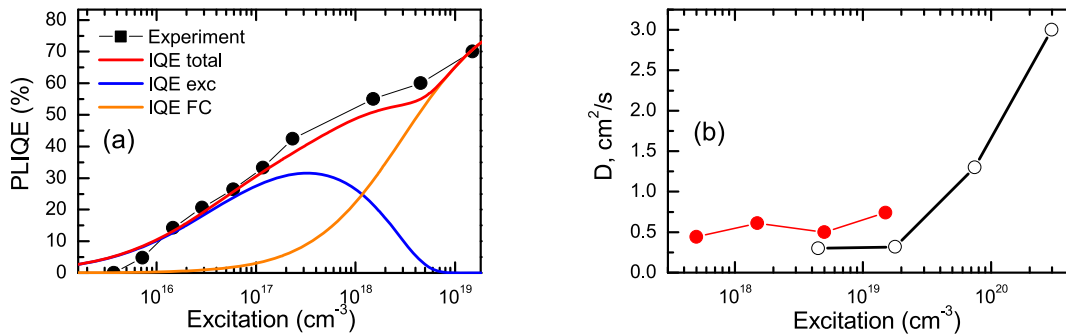 80
70
60
50
40
30
20
10
0
PLIQE (%)
Experiment
IQE total
IQE exc
IQE FC
(a)
10^16
10^17
10^18
10^19
Excitation (cm^-3)
3.0
2.5
2.0
1.5
1.0
0.5
0.0
D, cm^2/s
(b)
10^18
10^19
10^20
Excitation (cm^-3)